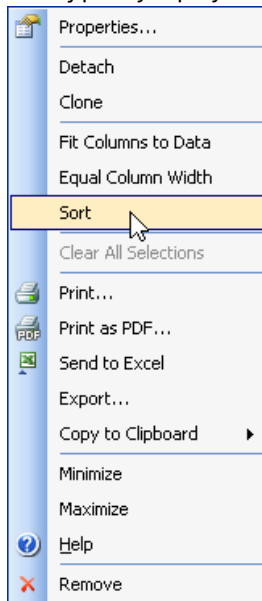 Properties...
Detach
Clone
Fit Columns to Data
Equal Column Width
Sort
Clear All Selections
Print...
PDF
Print as PDF...
Send to Excel
Export...
Copy to Clipboard
Minimize
Maximize
Help
Remove